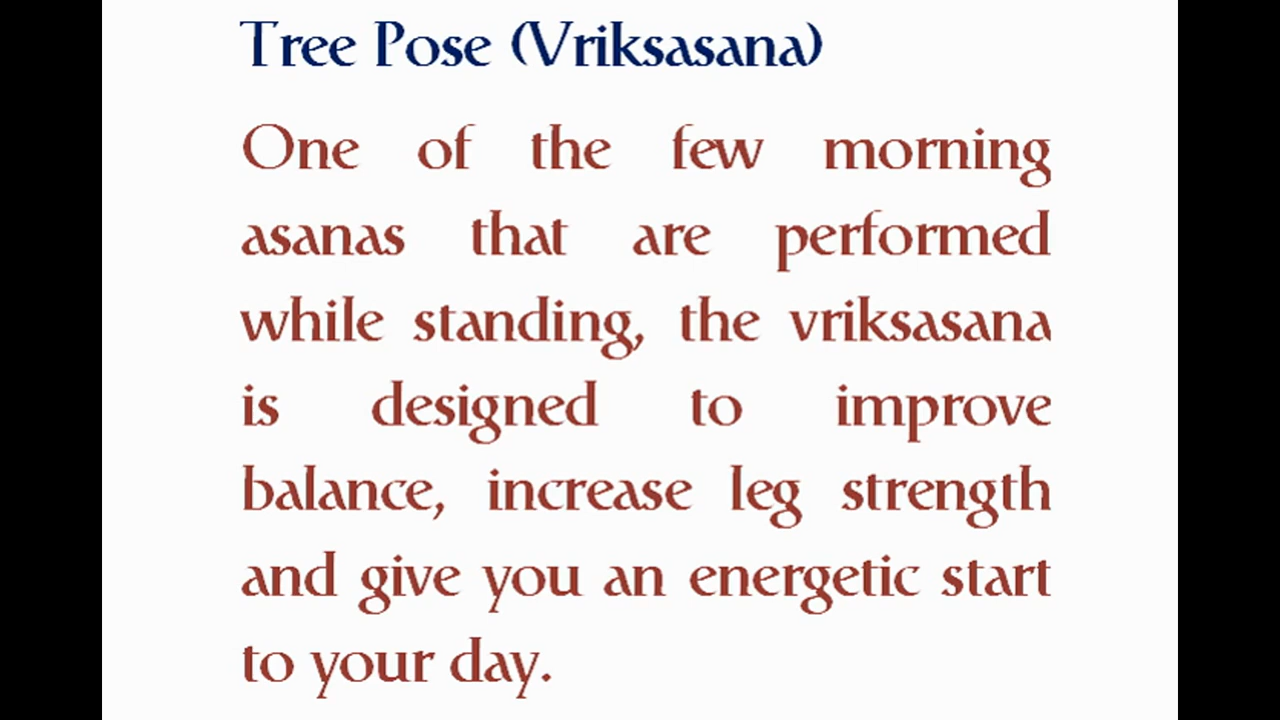 Tree Pose (Vriksasana)
One of the few morning
asanas that are performed
while standing, the vriksasana
is designed to improve
balance, increase leg strength
and give you an energetic start
to your day.